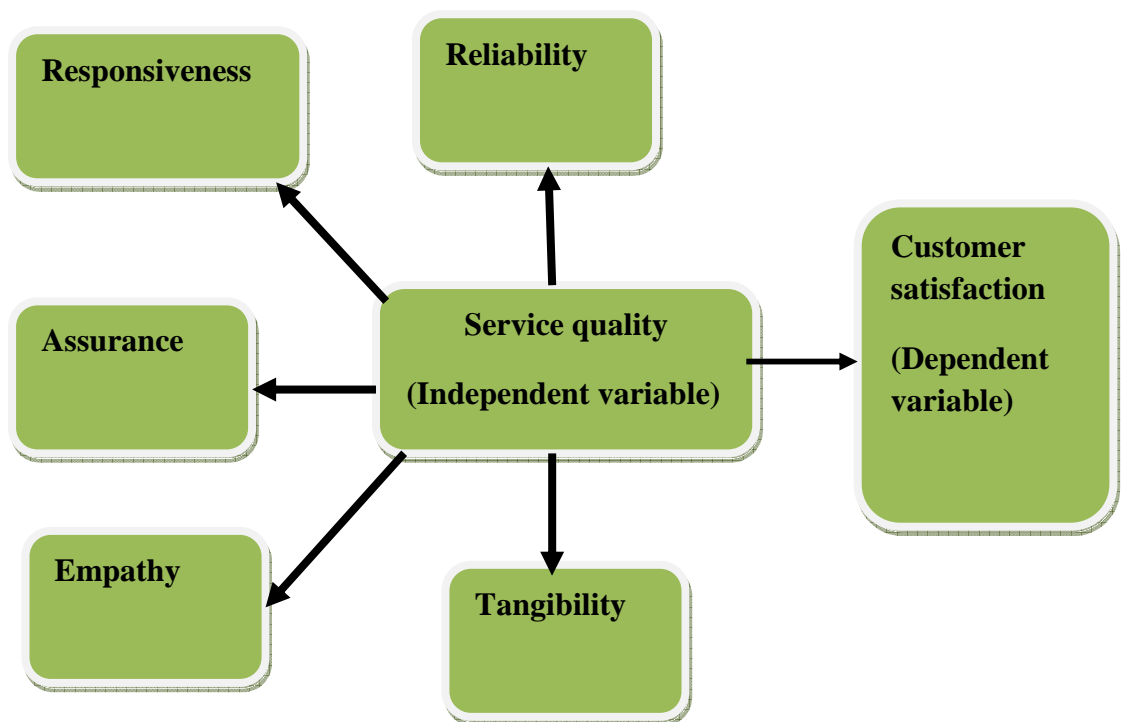 Responsiveness
Reliability
Customer
satisfaction
(Dependent
variable)
Service quality
(Independent variable)
Assurance
Empathy
Tangibility